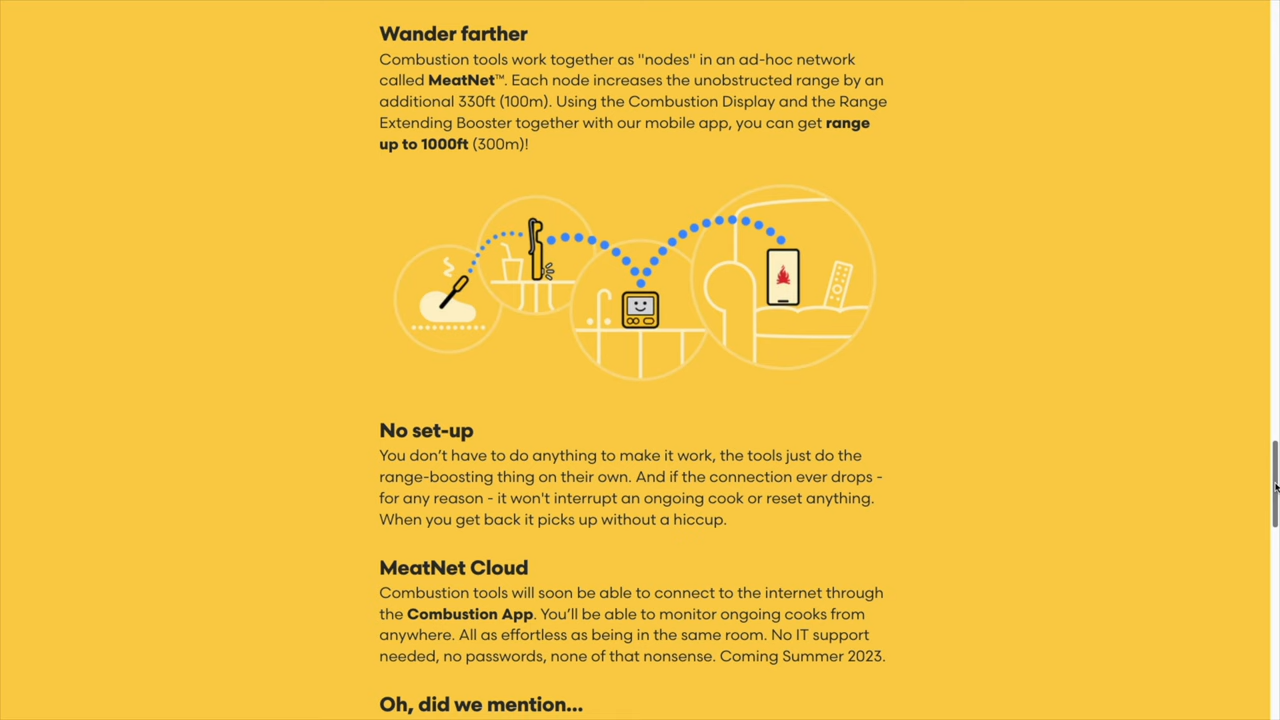 Wander farther
Combustion tools work together as "nodes" in an ad-hoc network
called MeatNet™. Each node increases the unobstructed range by an
additional 330ft (100m). Using the Combustion Display and the Range
Extending Booster together with our mobile app, you can get range
up to 1000ft (300m)!
No set-up
You don’t have to do anything to make it work, the tools just do the
range-boosting thing on their own. And if the connection ever drops -
for any reason - it won't interrupt an ongoing cook or reset anything.
When you get back it picks up without a hiccup.
MeatNet Cloud
Combustion tools will soon be able to connect to the internet through
the Combustion App. You’ll be able to monitor ongoing cooks from
anywhere. All as effortless as being in the same room. No IT support
needed, no passwords, none of that nonsense. Coming Summer 2023.
Oh, did we mention...